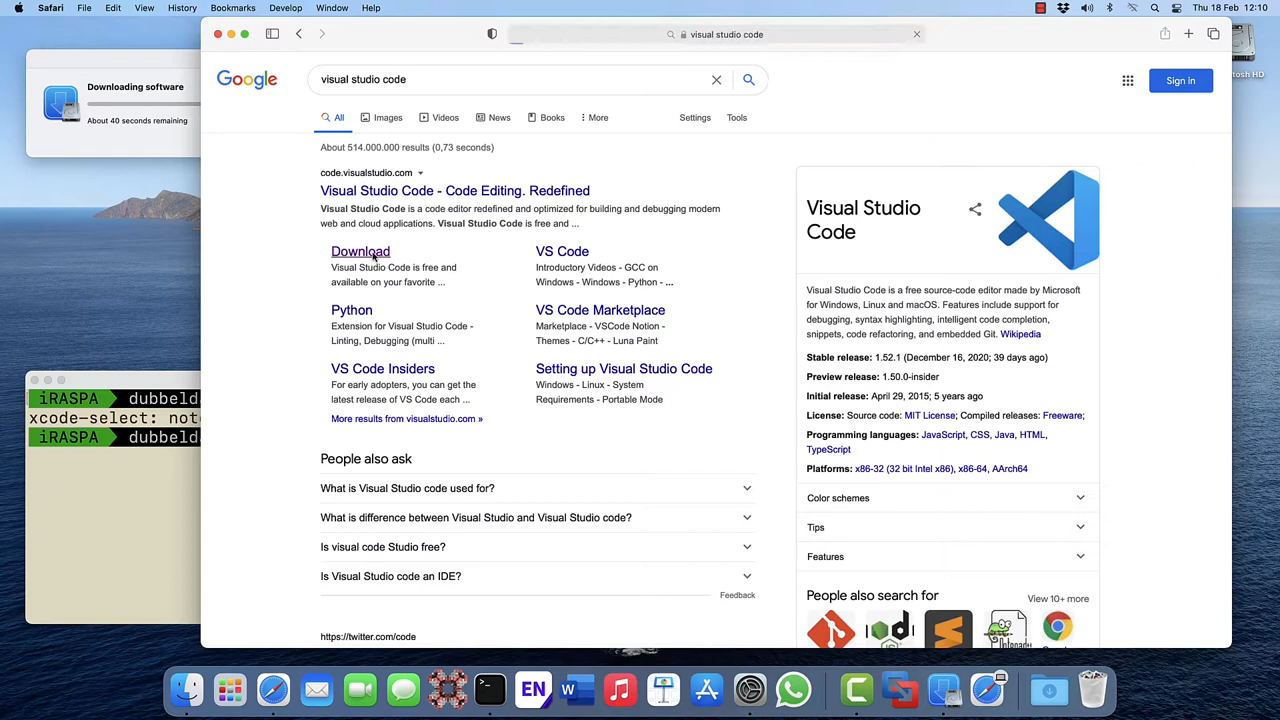 Safari File Edit View History Bookmarks Develop Window Help Thu 18 Feb 12:10
visual studio code
tosh HD
Downloading software
About 40 seconds remaining
Google visual studio code Sign in
All Images Videos News Books More Settings Tools
About 514.000.000 results (0,73 seconds)
code.visualstudio.com
Visual Studio Code - Code Editing. Redefined
Visual Studio Code is a code editor redefined and optimized for building and debugging modern
web and cloud applications. Visual Studio Code is free and ...
Download
Visual Studio Code is free and
available on your favorite ...
VS Code
Introductory Videos - GCC on
Windows - Windows - Python - ...
Python
Extension for Visual Studio Code -
Linting, Debugging (multi ...
VS Code Marketplace
Marketplace - VSCode Notion -
Themes - C/C++ - Luna Paint
VS Code Insiders
For early adopters, you can get the
latest release of VS Code each ...
Setting up Visual Studio Code
Windows - Linux - System
Requirements - Portable Mode
More results from visualstudio.com »
People also ask
What is Visual Studio code used for?
What is difference between Visual Studio and Visual Studio code?
Is visual code Studio free?
Is Visual Studio code an IDE?
Feedback
https://twitter.com/code
Visual Studio
Code
Visual Studio Code is a free source-code editor made by Microsoft
for Windows, Linux and macOS. Features include support for
debugging, syntax highlighting, intelligent code completion,
snippets, code refactoring, and embedded Git. Wikipedia
Stable release: 1.52.1 (December 16, 2020; 39 days ago)
Preview release: 1.50.0-insider
Initial release: April 29, 2015; 5 years ago
License: Source code: MIT License; Compiled releases: Freeware;
Programming languages: JavaScript, CSS, Java, HTML,
TypeScript
Platforms: x86-32 (32 bit Intel x86), x86-64, AArch64
Color schemes
Tips
Features
People also search for View 10+ more
iRASPA dubbelda
xcode-select: note
iRASPA dubbelda
EN
W